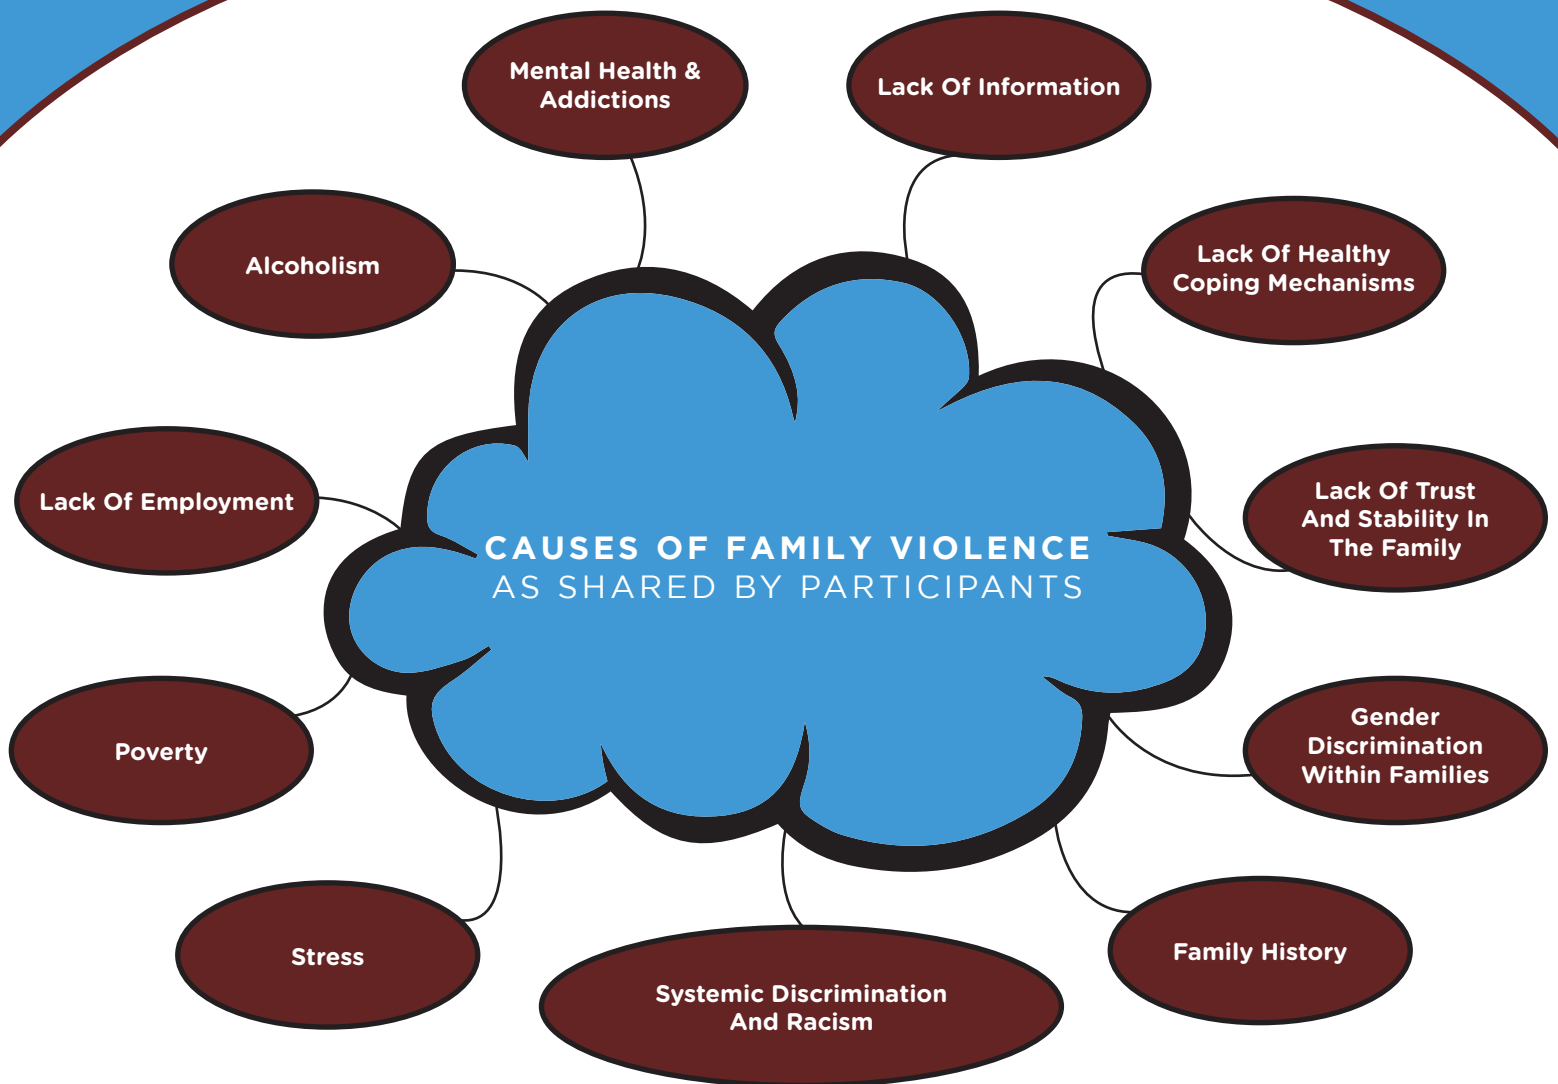 Mental Health &
Addictions
Lack Of Information
Alcoholism
Lack Of Healthy
Coping Mechanisms
Lack Of Employment
Lack Of Trust
And Stability In
The Family
CAUSES OF FAMILY VIOLENCE
AS SHARED BY PARTICIPANTS
Poverty
Gender
Discrimination
Within Families
Stress
Systemic Discrimination
And Racism
Family History